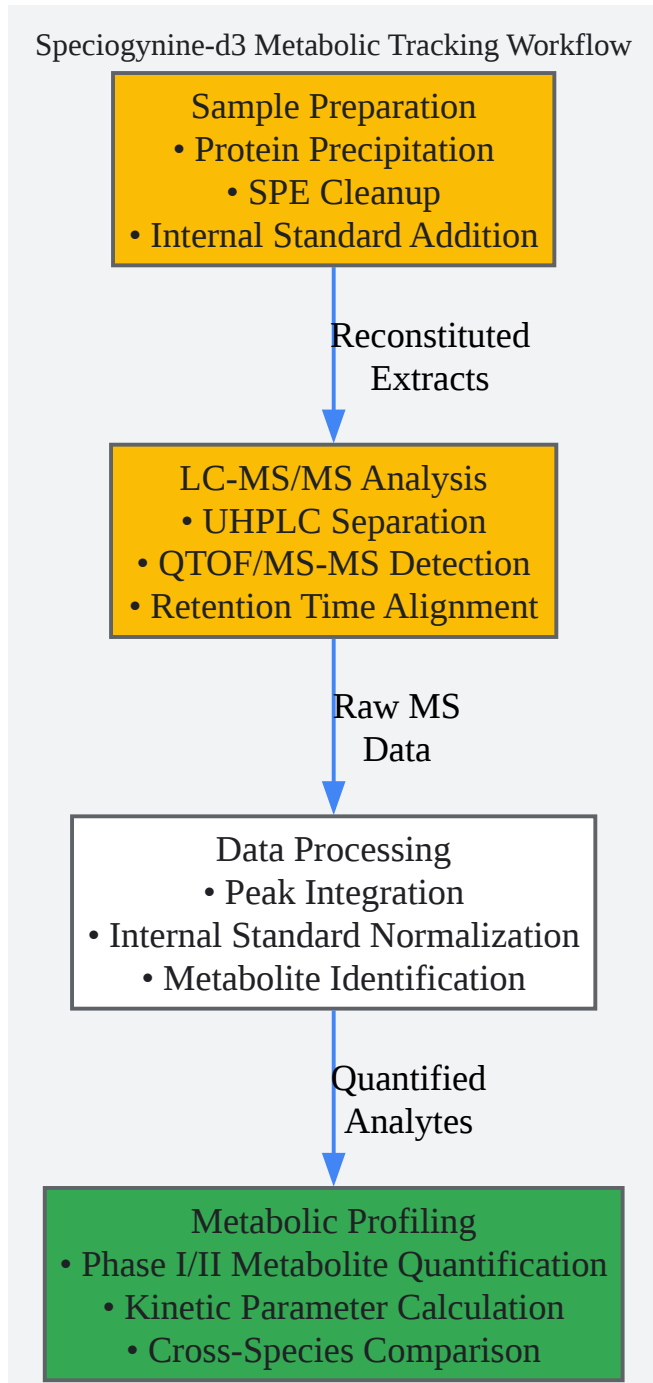 Speciogynine-d3 Metabolic Tracking Workflow
Sample Preparation
• Protein Precipitation
• SPE Cleanup
• Internal Standard Addition
Reconstituted
Extracts
LC-MS/MS Analysis
• UHPLC Separation
• QTOF/MS-MS Detection
• Retention Time Alignment
Raw MS
Data
Data Processing
• Peak Integration
• Internal Standard Normalization
• Metabolite Identification
Quantified
Analytes
Metabolic Profiling
• Phase I/II Metabolite Quantification
• Kinetic Parameter Calculation
• Cross-Species Comparison